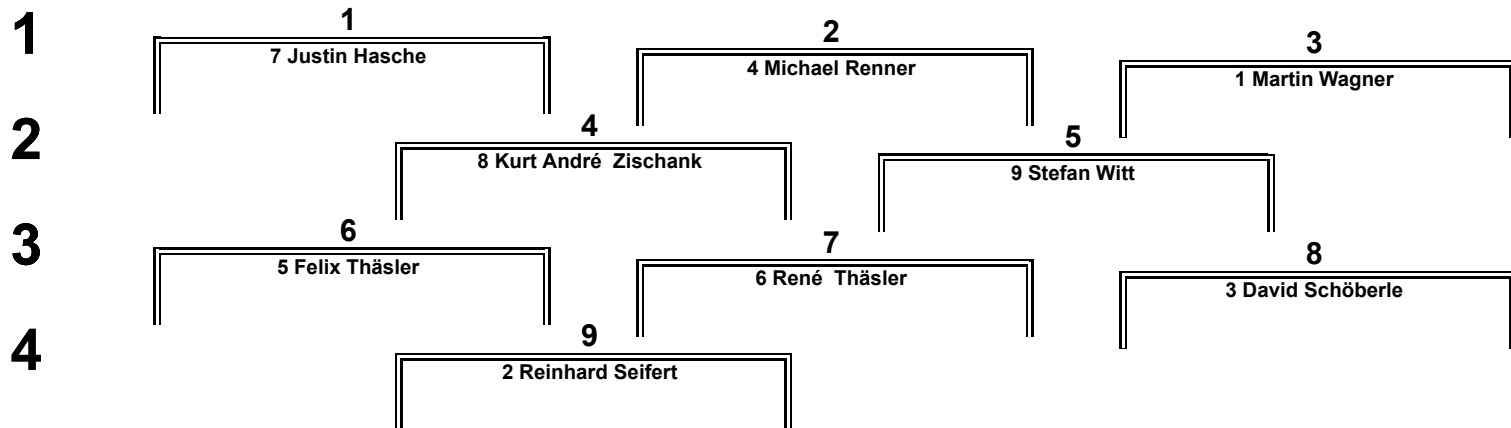 1
1
7 Justin Hasche
2
4 Michael Renner
3
1 Martin Wagner
2
4
8 Kurt André  Zischank
5
9 Stefan Witt
3
6
5 Felix Thäsler
7
6 René  Thäsler
8
3 David Schöberle
4
9
2 Reinhard Seifert